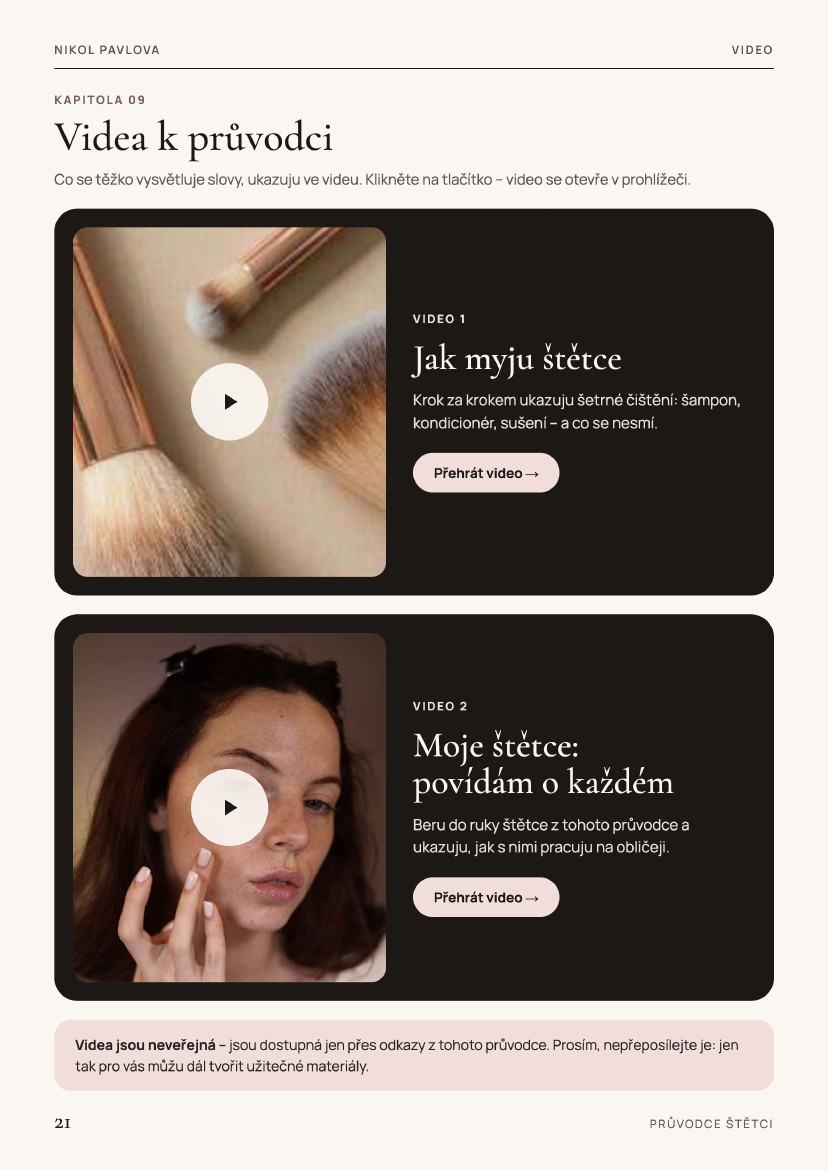 NIKOL PAVLOVA
VIDEO
KAPITOLA 09
Videa k průvodci
Co se těžko vysvětluje slovy, ukazuju ve videu. Klikněte na tlačítko – video se otevře v prohlížeči.
VIDEO 1
Jak myju štětce
Krok za krokem ukazuju šetrné čištění: šampon,
kondicionér, sušení – a co se nesmí.
Přehrát video →
VIDEO 2
Moje štětce:
povídám o každém
Beru do ruky štětce z tohoto průvodce a
ukazuju, jak s nimi pracuju na obličeji.
Přehrát video →
Videa jsou neveřejná – jsou dostupná jen přes odkazy z tohoto průvodce. Prosím, nepřeposílejte je: jen
tak pro vás můžu dál tvořit užitečné materiály.
21
PRŮVODCE ŠTĚTCI